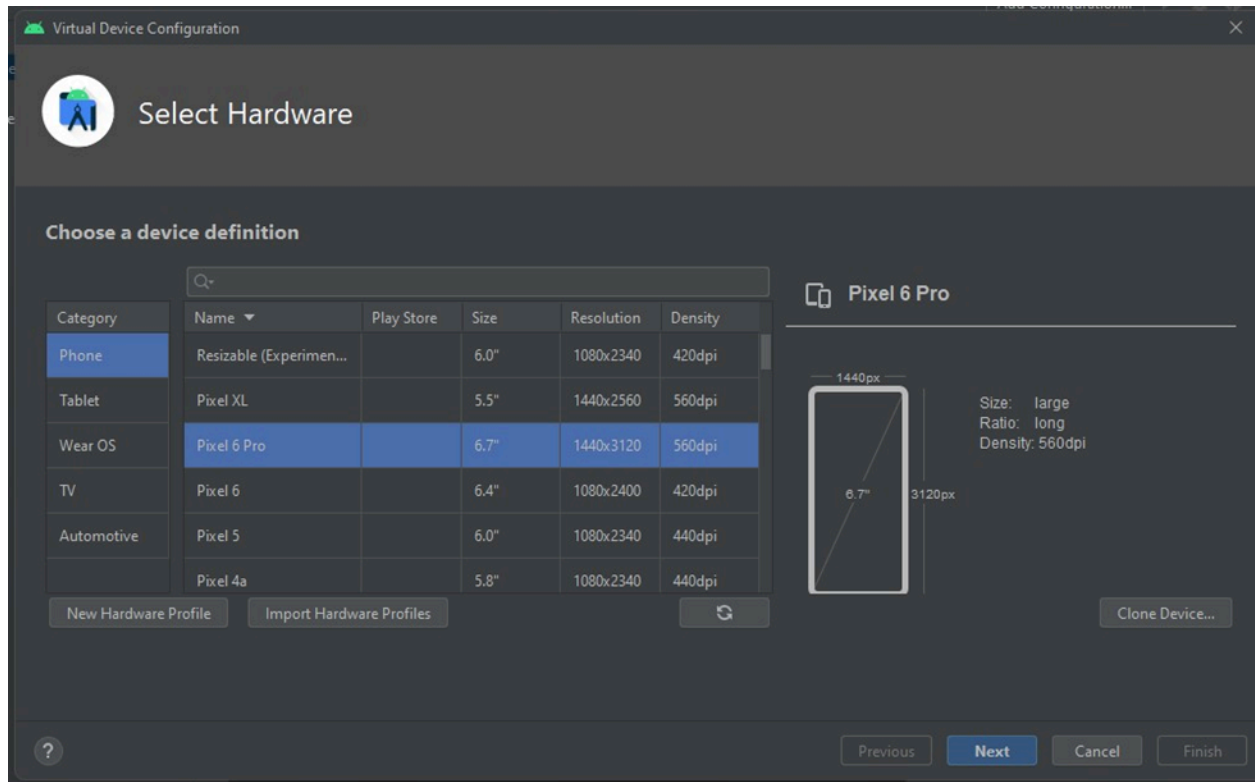 Virtual Device Configuration
Select Hardware
Choose a device definition
Category
Phone
Tablet
Wear OS
TV
Automotive
Name Play Store Size Resolution Density
Resizable (Experimen... 6.0" 1080x2340 420dpi
Pixel XL 5.5" 1440x2560 560dpi
Pixel 6 Pro 6.7" 1440x3120 560dpi
Pixel 6 6.4" 1080x2400 420dpi
Pixel 5 6.0" 1080x2340 440dpi
Pixel 4a 5.8" 1080x2340 440dpi
New Hardware Profile Import Hardware Profiles
Pixel 6 Pro
1440px
6.7" 3120px
Size: large
Ratio: long
Density: 560dpi
Clone Device...
? Previous Next Cancel Finish